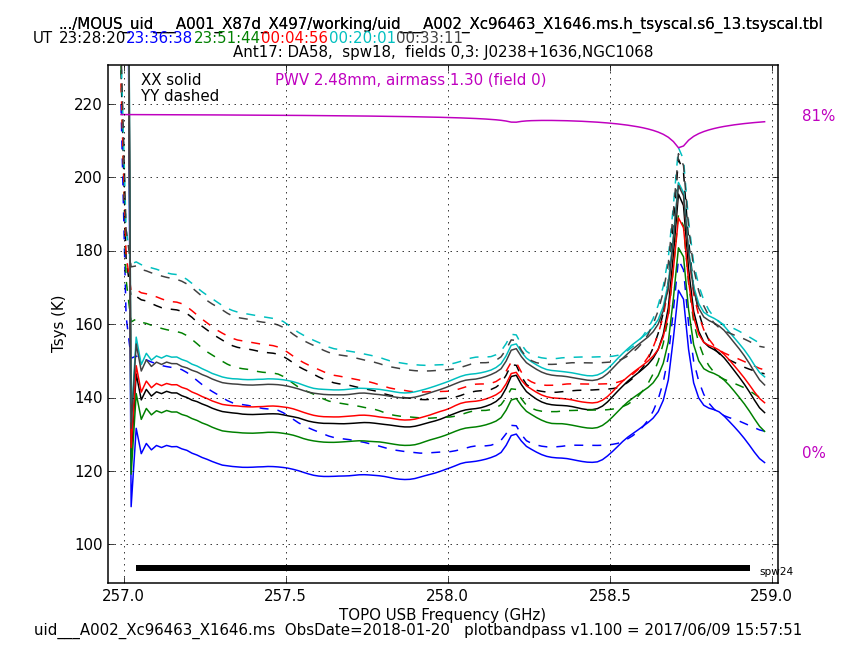 .../MOUS_uid___A001_X87d_X497/working/uid___A002_Xc96463_X1646.ms.h_tsyscal.s6_13.tsyscal.tbl
UT 23:28:20 23:36:38 23:51:44 00:04:56 00:20:01 00:33:11
Ant17: DA58,  spw18,  fields 0,3: J0238+1636,NGC1068
XX solid
YY dashed
PWV 2.48mm, airmass 1.30 (field 0)
81%
0%
220
200
180
160
140
120
100
Tsys (K)
spw24
257.0 257.5 258.0 258.5 259.0
TOPO USB Frequency (GHz)
uid___A002_Xc96463_X1646.ms  ObsDate=2018-01-20   plotbandpass v1.100 = 2017/06/09 15:57:51